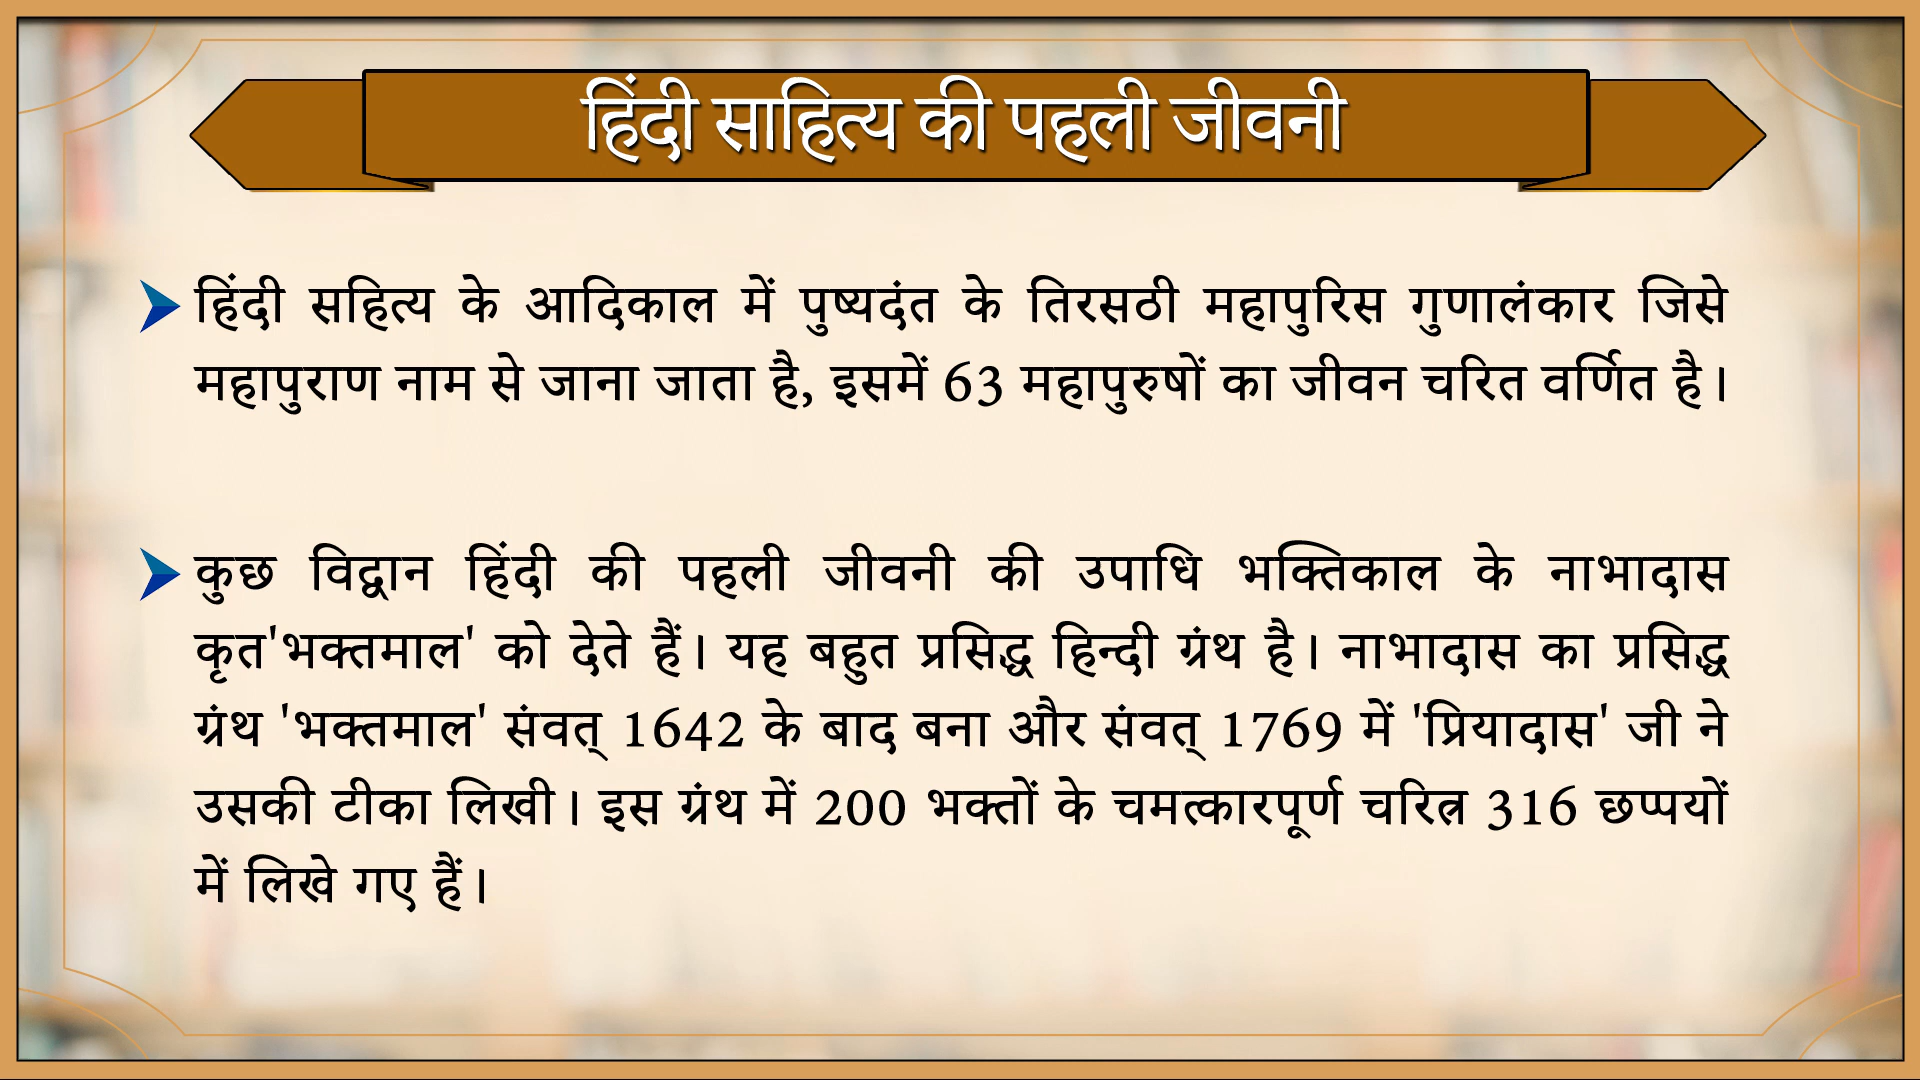 हिंदी साहित्य की पहली जीवनी
हिंदी सहित्य के आदिकाल में पुष्यदंत के तिरसठी महापुरिस गुणालंकार जिसे
महापुराण नाम से जाना जाता है, इसमें 63 महापुरुषों का जीवन चरित वर्णित है।
कुछ विद्वान हिंदी की पहली जीवनी की उपाधि भक्तिकाल के नाभादास
कृत'भक्तमाल' को देते हैं। यह बहुत प्रसिद्ध हिन्दी ग्रंथ है। नाभादास का प्रसिद्ध
ग्रंथ 'भक्तमाल' संवत् 1642 के बाद बना और संवत् 1769 में 'प्रियादास' जी ने
उसकी टीका लिखी। इस ग्रंथ में 200 भक्तों के चमत्कारपूर्ण चरित्र 316 छप्पयों
में लिखे गए हैं।